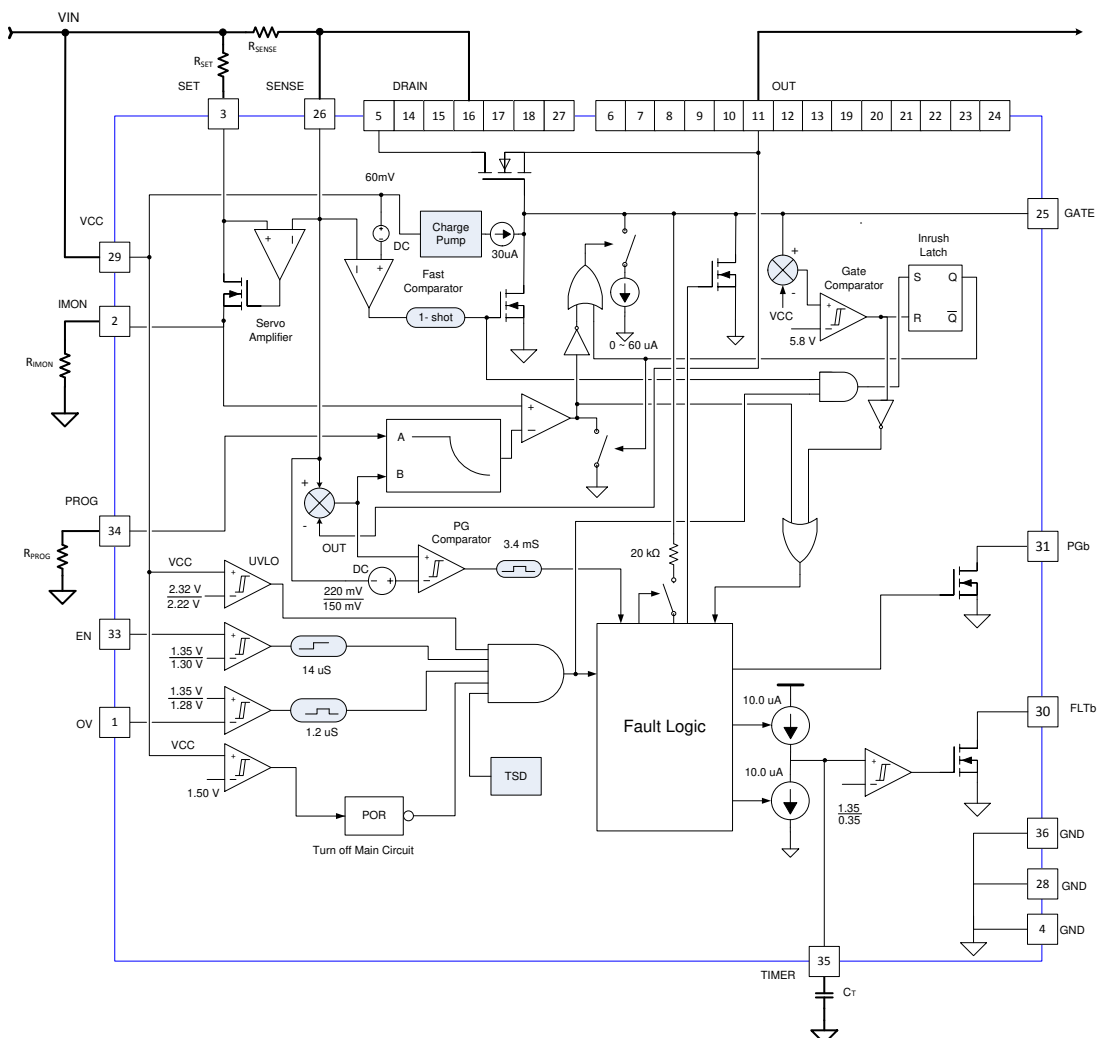 VIN
R_SENSE
R_SET
SET
SENSE
DRAIN
OUT
3
26
5 14 15 16 17 18 27
6 7 8 9 10 11 12 13 19 20 21 22 23 24
60mV
VCC
29
DC
Charge
Pump
30uA
25
GATE
Inrush
Latch
S Q
R Q̅
Fast
Comparator
Gate
Comparator
+ -
VCC
5.8 V
IMON
2
1- shot
Servo
Amplifier
0 ~ 60 uA
R_IMON
A
B
PROG
34
R_PROG
+
-
OUT
PG
Comparator
3.4 mS
20 kΩ
31
PGb
DC
220 mV
150 mV
VCC
UVLO
2.32 V
2.22 V
EN
33
1.35 V
1.30 V
14 uS
1.35 V
1.28 V
OV
1
1.2 uS
VCC
1.50 V
TSD
POR
Turn off Main Circuit
Fault Logic
10.0 uA
10.0 uA
30
FLTb
1.35
0.35
36
GND
28
GND
4
GND
35
TIMER
C_T